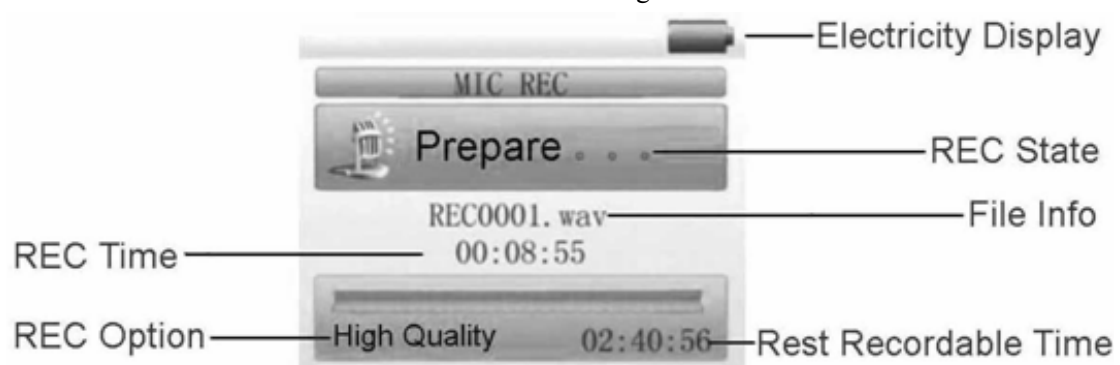 Electricity Display
MIC REC
Prepare . . .
REC State
REC0001.wav
File Info
REC Time
00:08:55
REC Option
High Quality
02:40:56
Rest Recordable Time